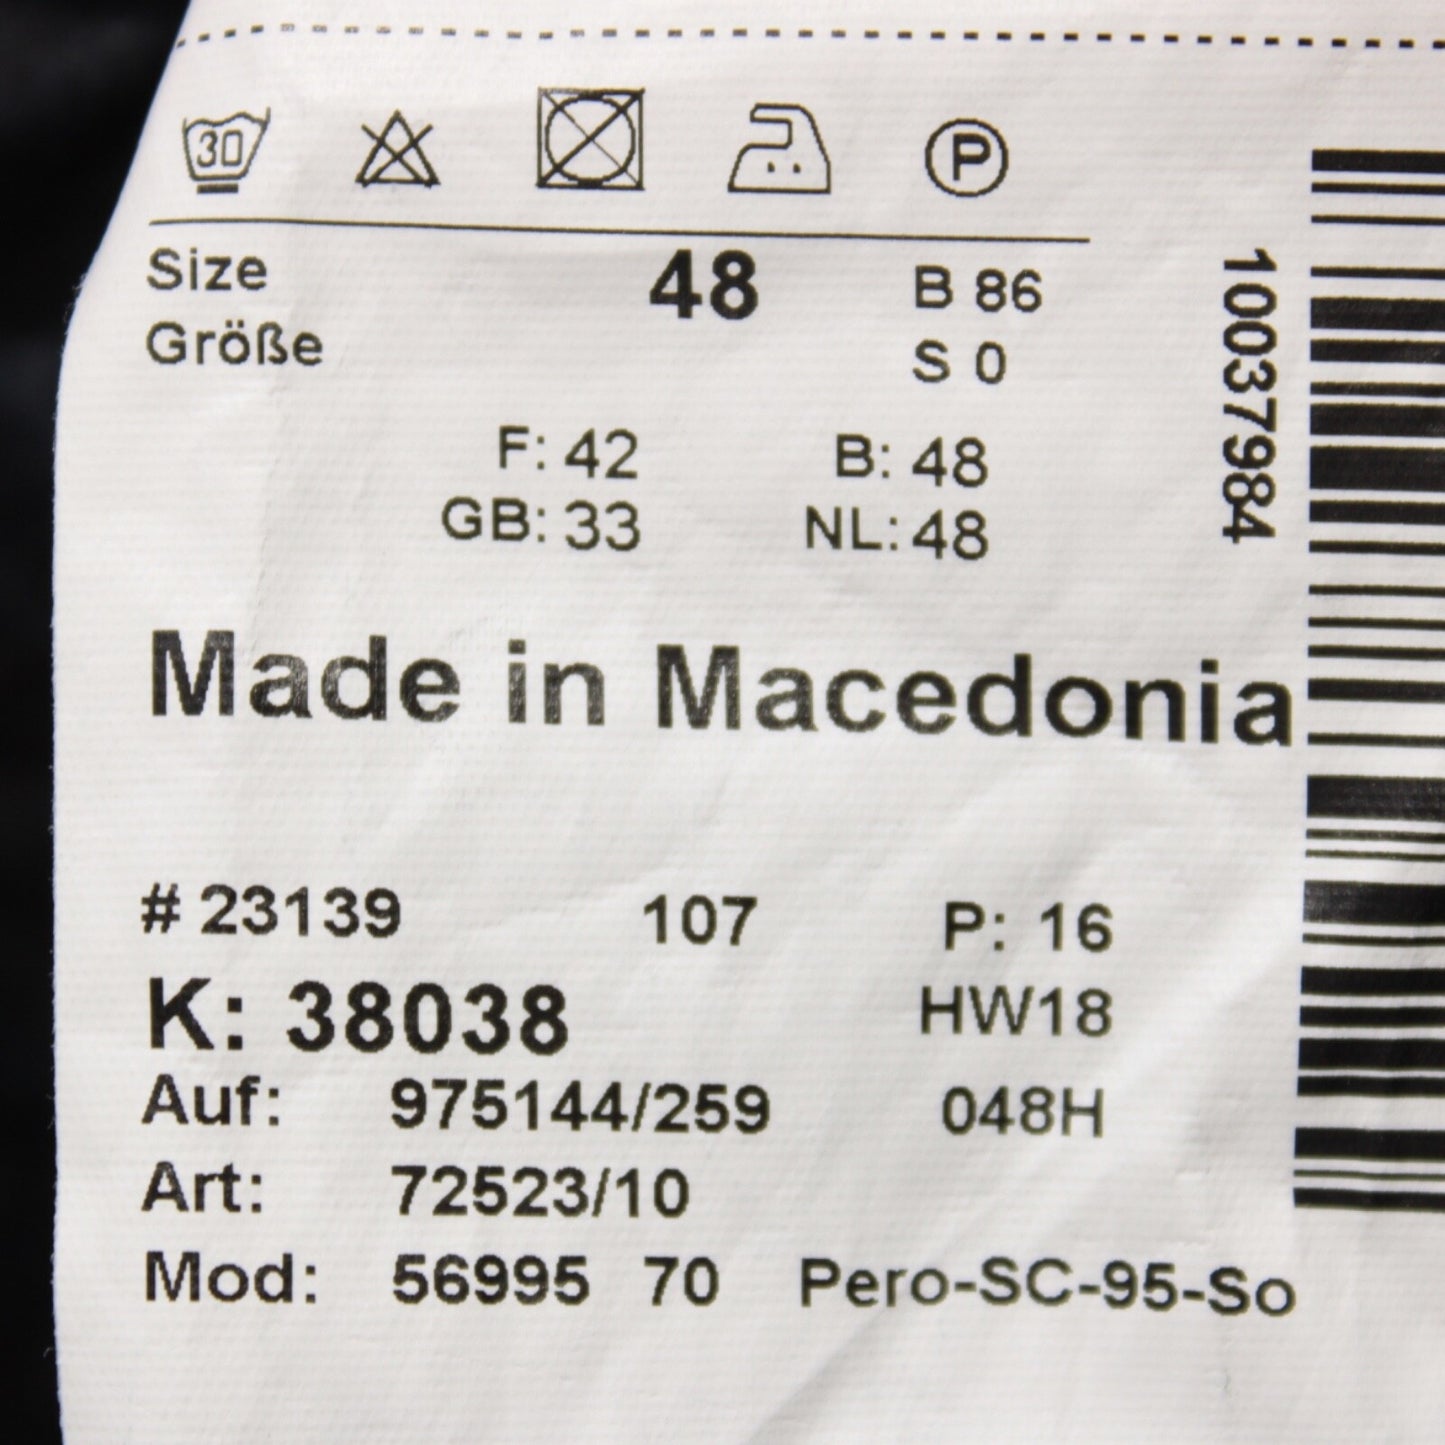 30
P
Size 48 B 86
Größe S 0
F: 42 B: 48
GB: 33 NL: 48
Made in Macedonia
# 23139 107 P: 16
K: 38038 HW18
Auf: 975144/259 048H
Art: 72523/10
Mod: 56995 70 Pero-SC-95-So
10037984